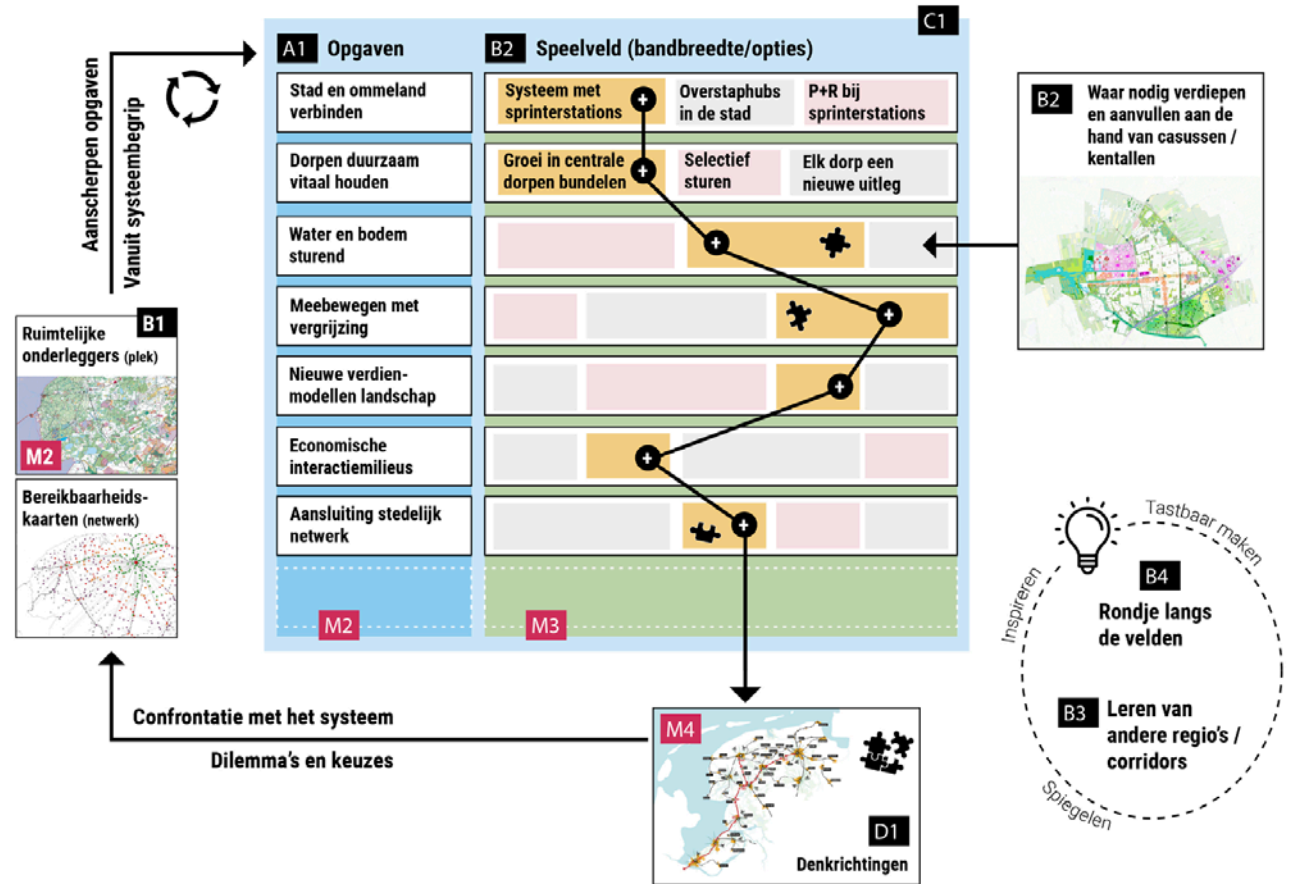 C1
A1 Opgaven
B2 Speelveld (bandbreedte/opties)
Aanscherpen opgaven
Vanuit systeembegrip
Stad en ommeland
verbinden
Systeem met
sprinterstations
Overstaphubs
in de stad
P+R bij
sprinterstations
Dorpen duurzaam
vitaal houden
Groei in centrale
dorpen bundelen
Selectief
sturen
Elk dorp een
nieuwe uitleg
Water en bodem
sturend
Meebewegen met
vergrijzing
Nieuwe verdien-
modellen landschap
Economische
interactiemilieus
Aansluiting stedelijk
netwerk
M2
M3
B2 Waar nodig verdiepen
en aanvullen aan de
hand van casussen /
kentallen
B1
Ruimtelijke
onderleggers (plek)
M2
Bereikbaarheids-
kaarten (netwerk)
Confrontatie met het systeem
Dilemma's en keuzes
M4
D1
Denkrichtingen
Tastbaar maken
Inspireren
B4
Rondje langs
de velden
B3 Leren van
andere regio's /
corridors
Spiegelen